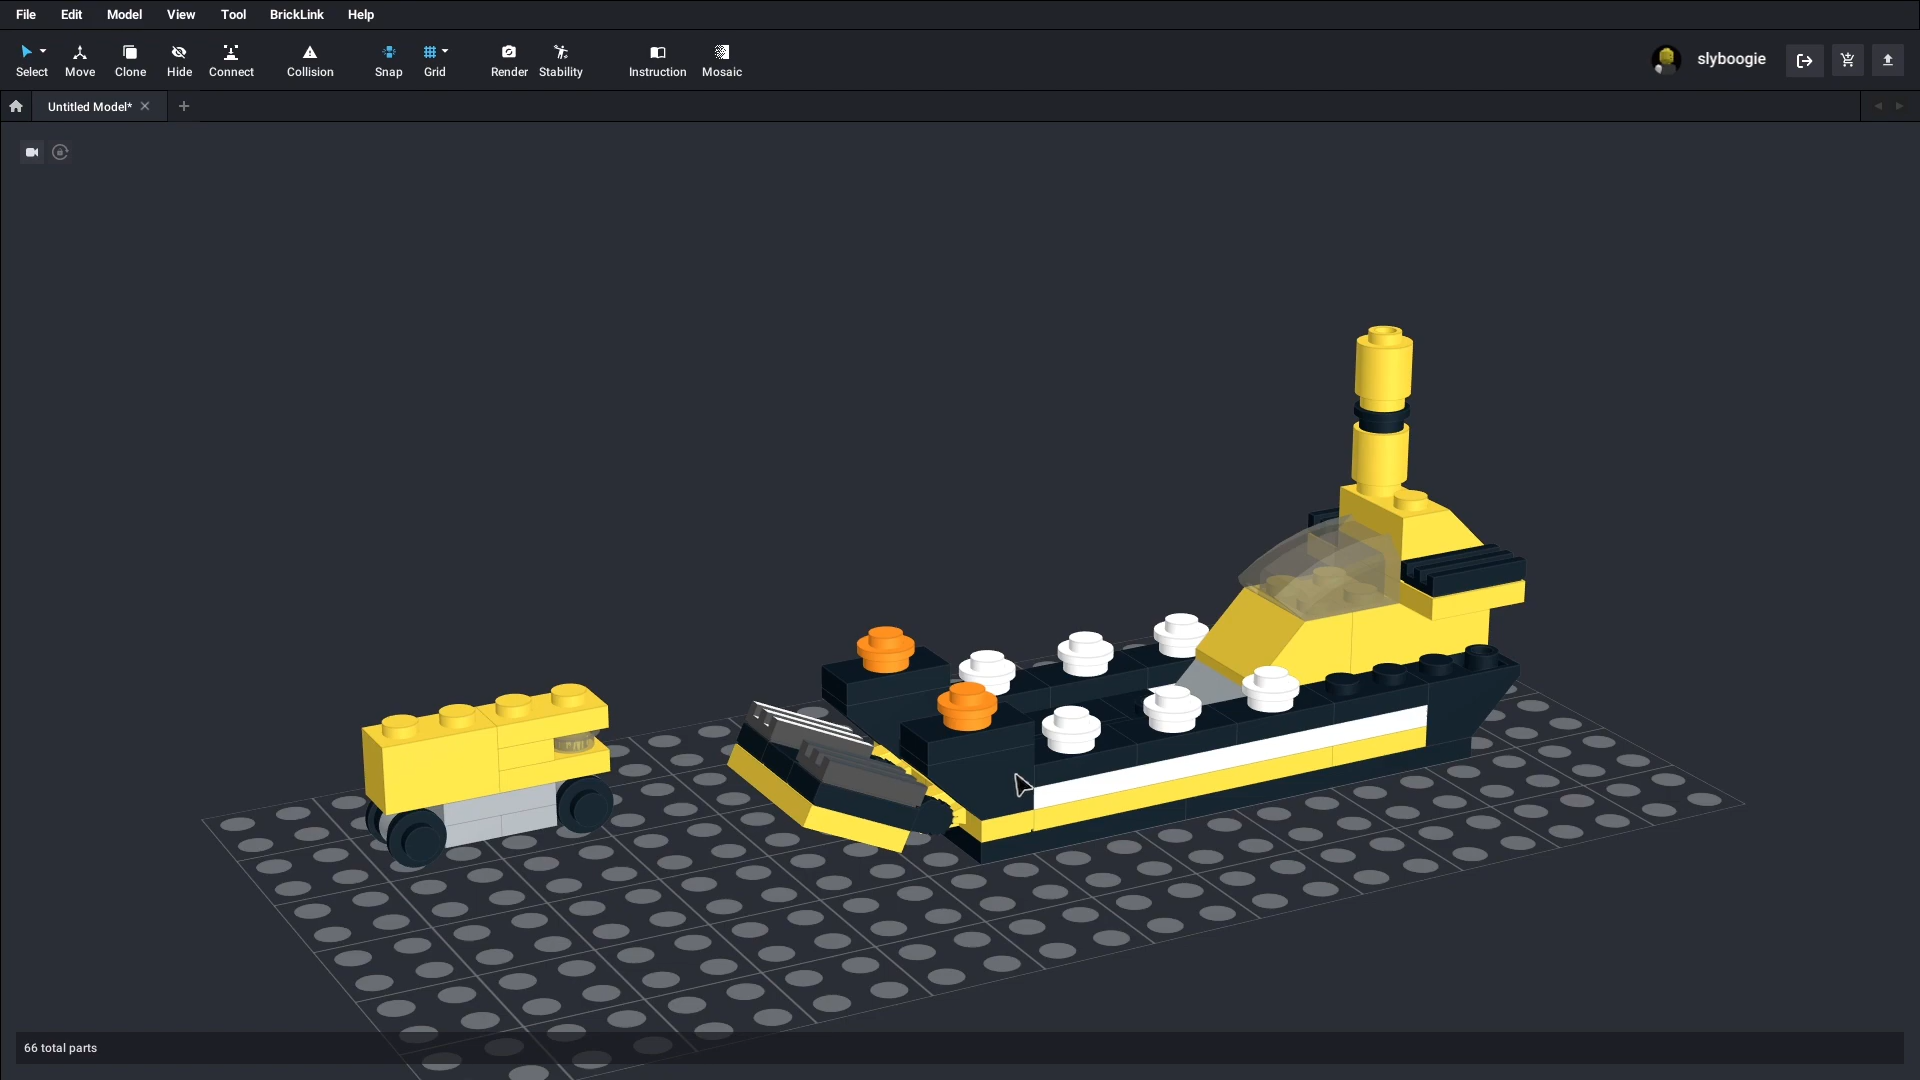 File Edit Model View Tool BrickLink Help
Select Move Clone Hide Connect Collision Snap Grid Render Stability Instruction Mosaic slyboogie
Untitled Model*
66 total parts